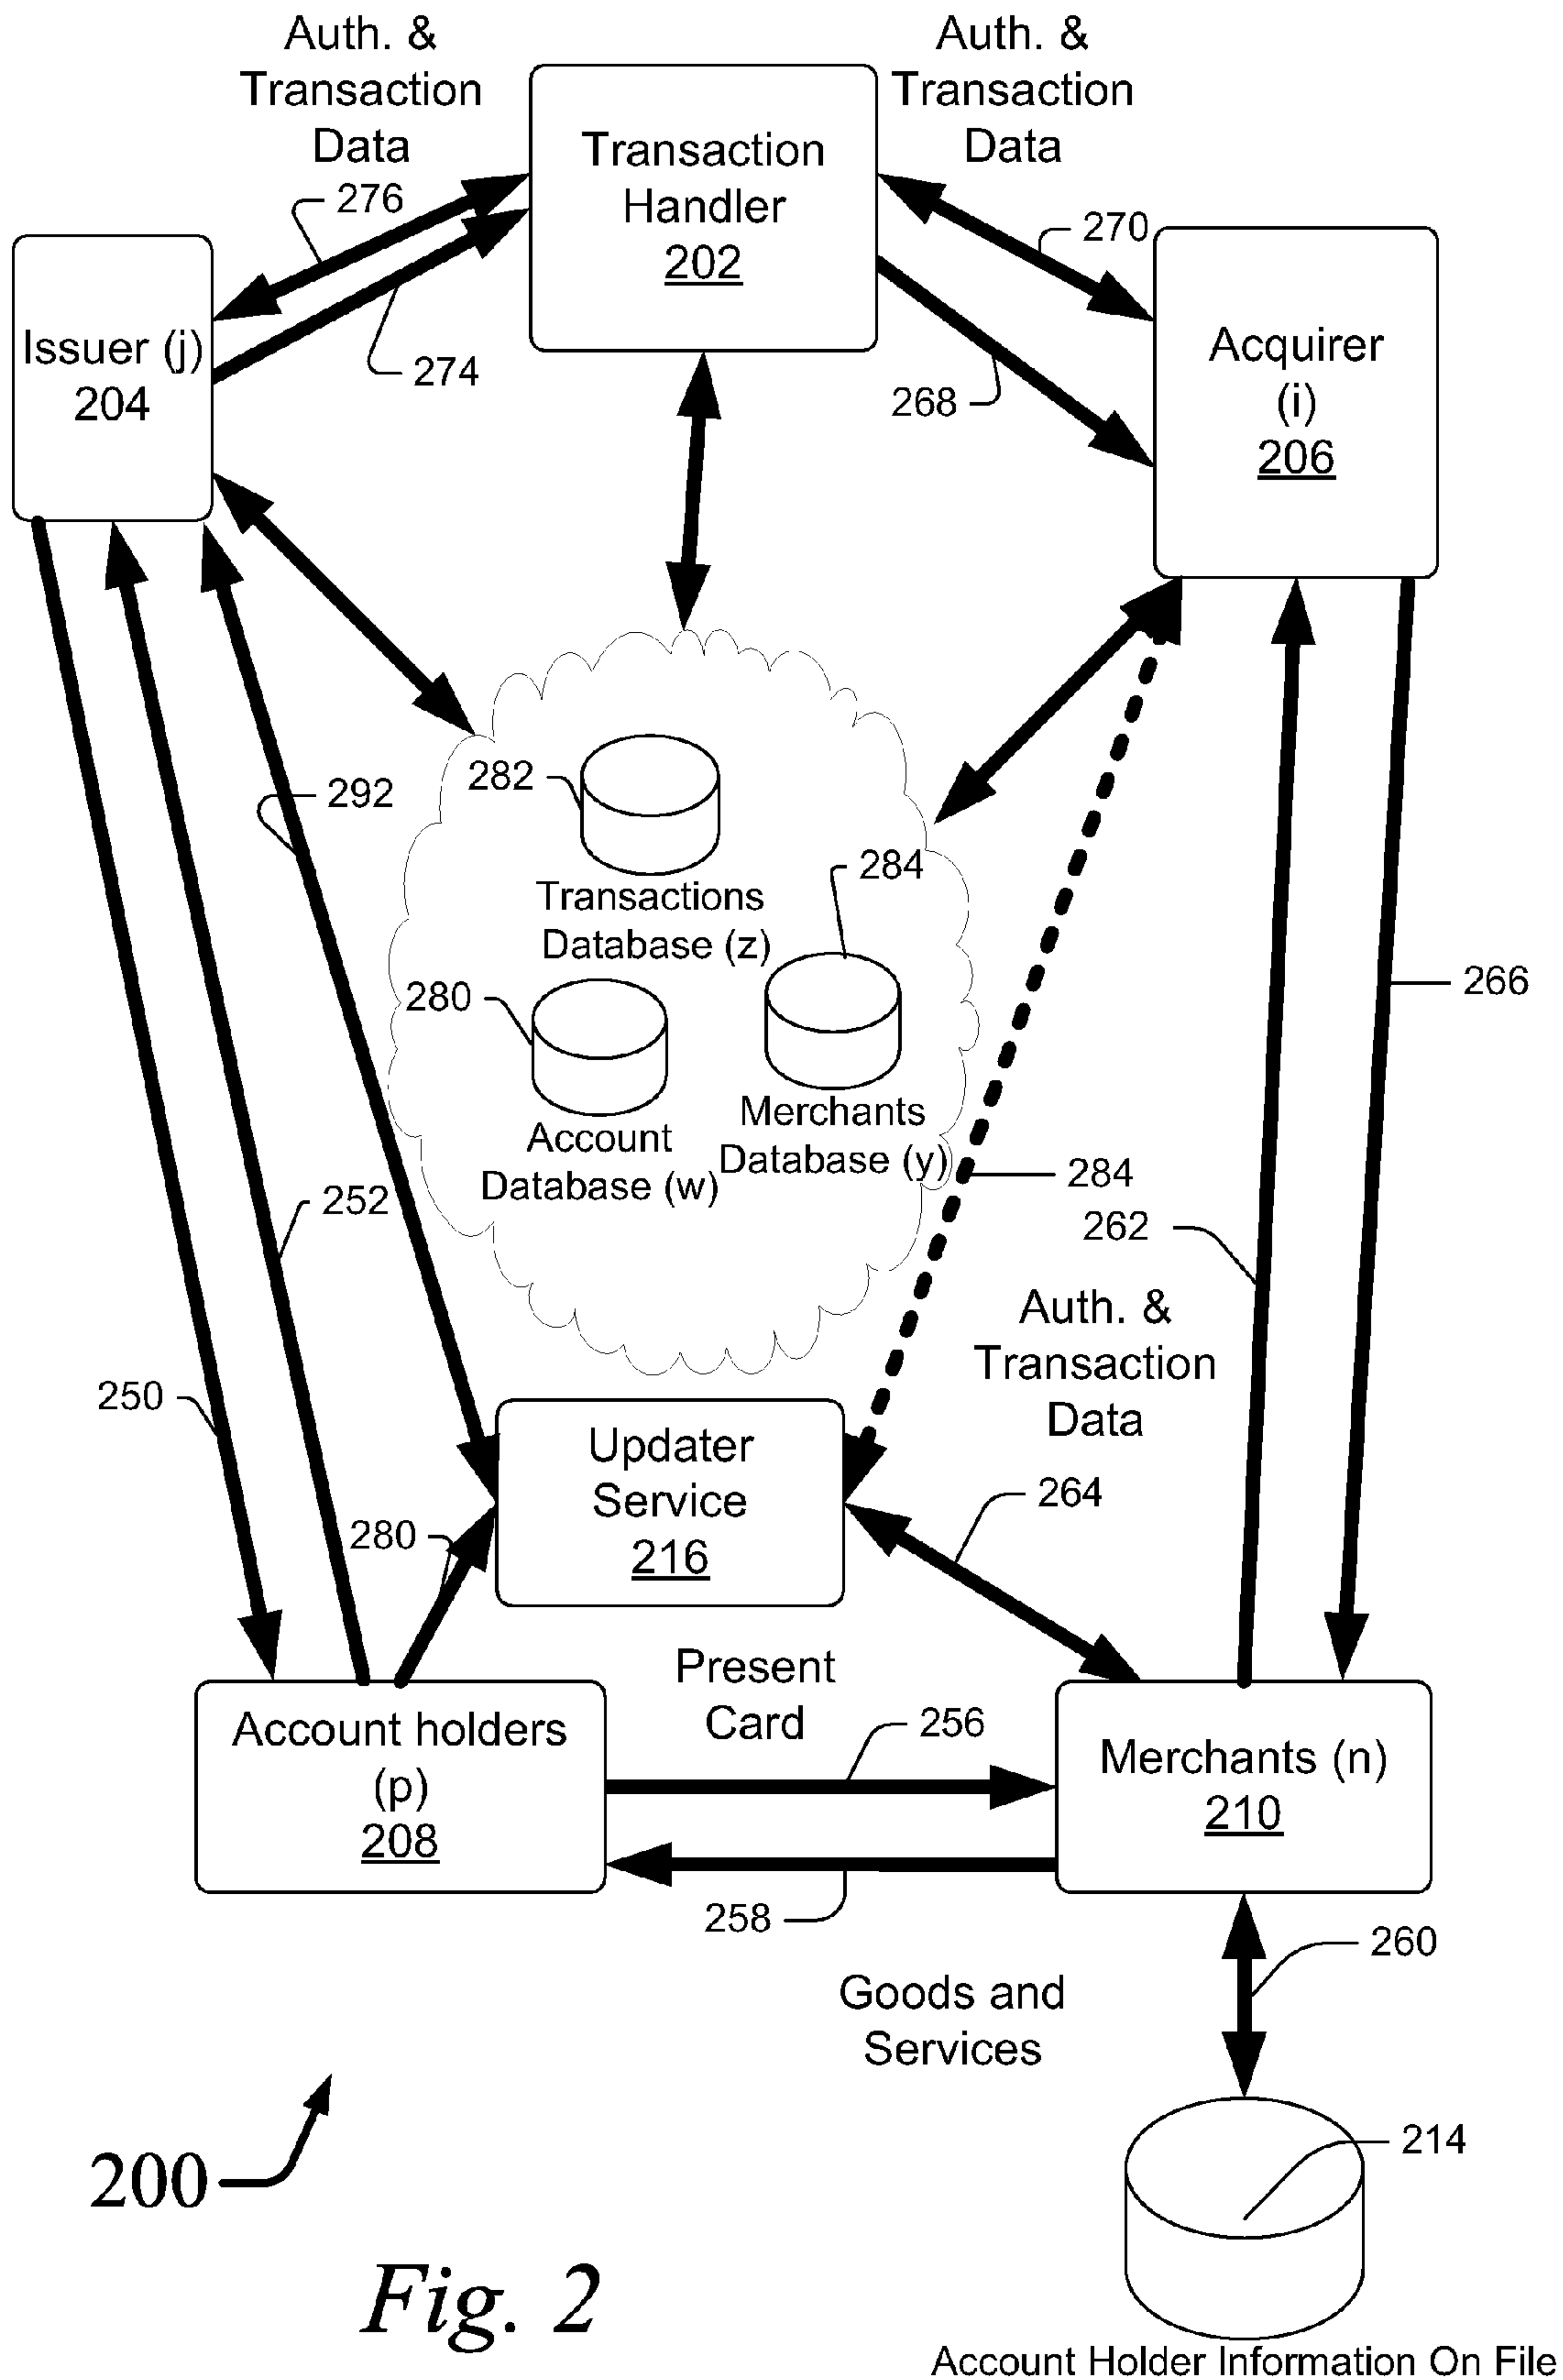 Auth. &
Transaction
Data
Auth. &
Transaction
Data
Transaction
Handler
202
276
270
Issuer (j)
204
274
268
Acquirer
(i)
206
292
282
Transactions
Database (z)
284
280
Account
Database (w)
Merchants
Database (y)
266
284
252
262
250
Auth. &
Transaction
Data
Updater
Service
216
264
280
Present
Card
Account holders
(p)
208
256
Merchants (n)
210
258
260
Goods and
Services
214
200
Fig. 2
Account Holder Information On File